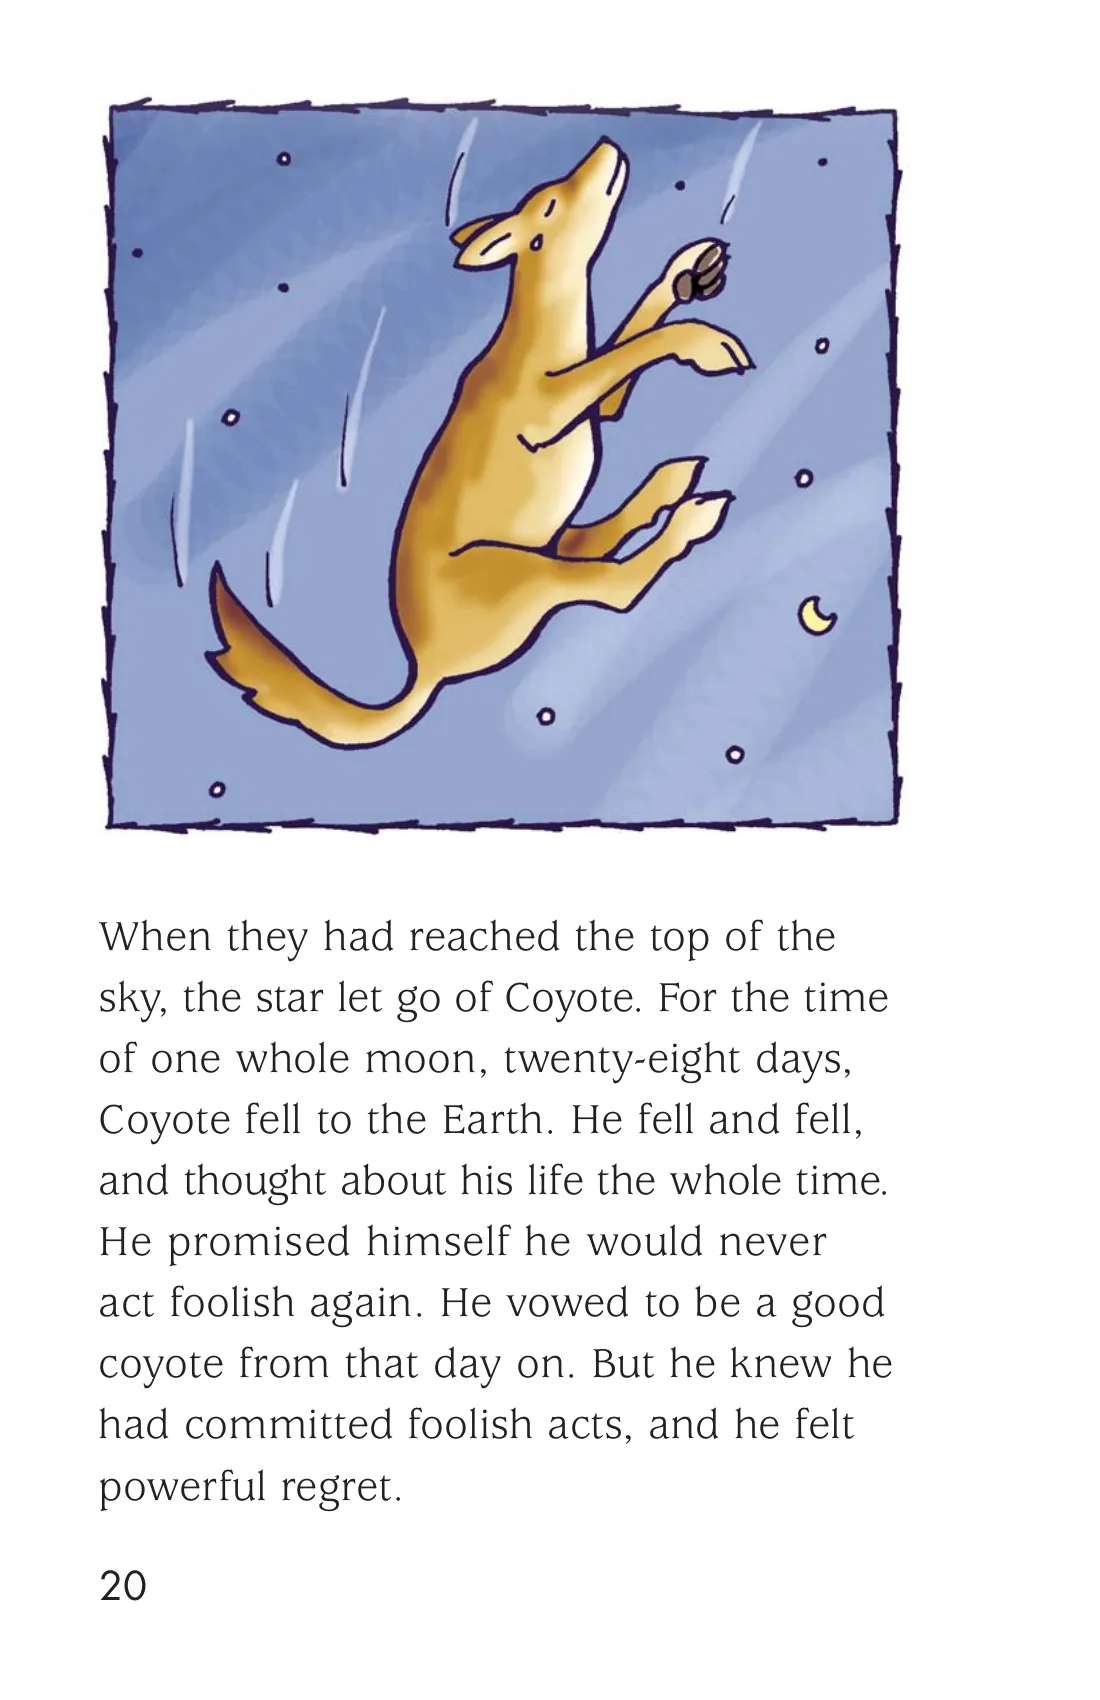 When they had reached the top of the
sky, the star let go of Coyote. For the time
of one whole moon, twenty-eight days,
Coyote fell to the Earth. He fell and fell,
and thought about his life the whole time.
He promised himself he would never
act foolish again. He vowed to be a good
coyote from that day on. But he knew he
had committed foolish acts, and he felt
powerful regret.
20